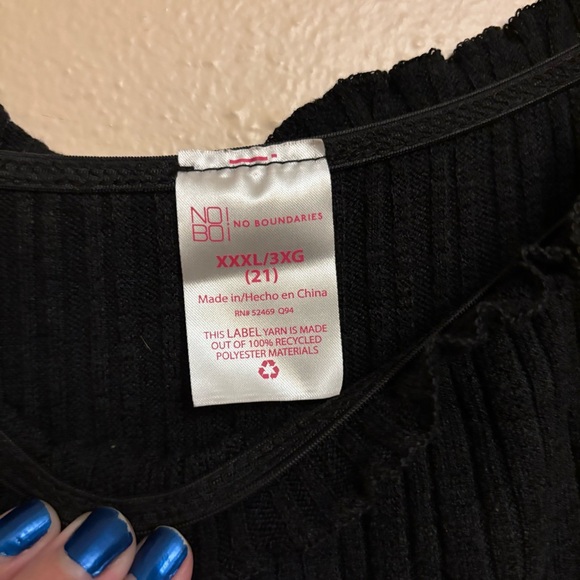 NO!
BO!
NO BOUNDARIES
XXXL/3XG
(21)
Made in/Hecho en China
RN# 52469 Q94
THIS LABEL YARN IS MADE
OUT OF 100% RECYCLED
POLYESTER MATERIALS